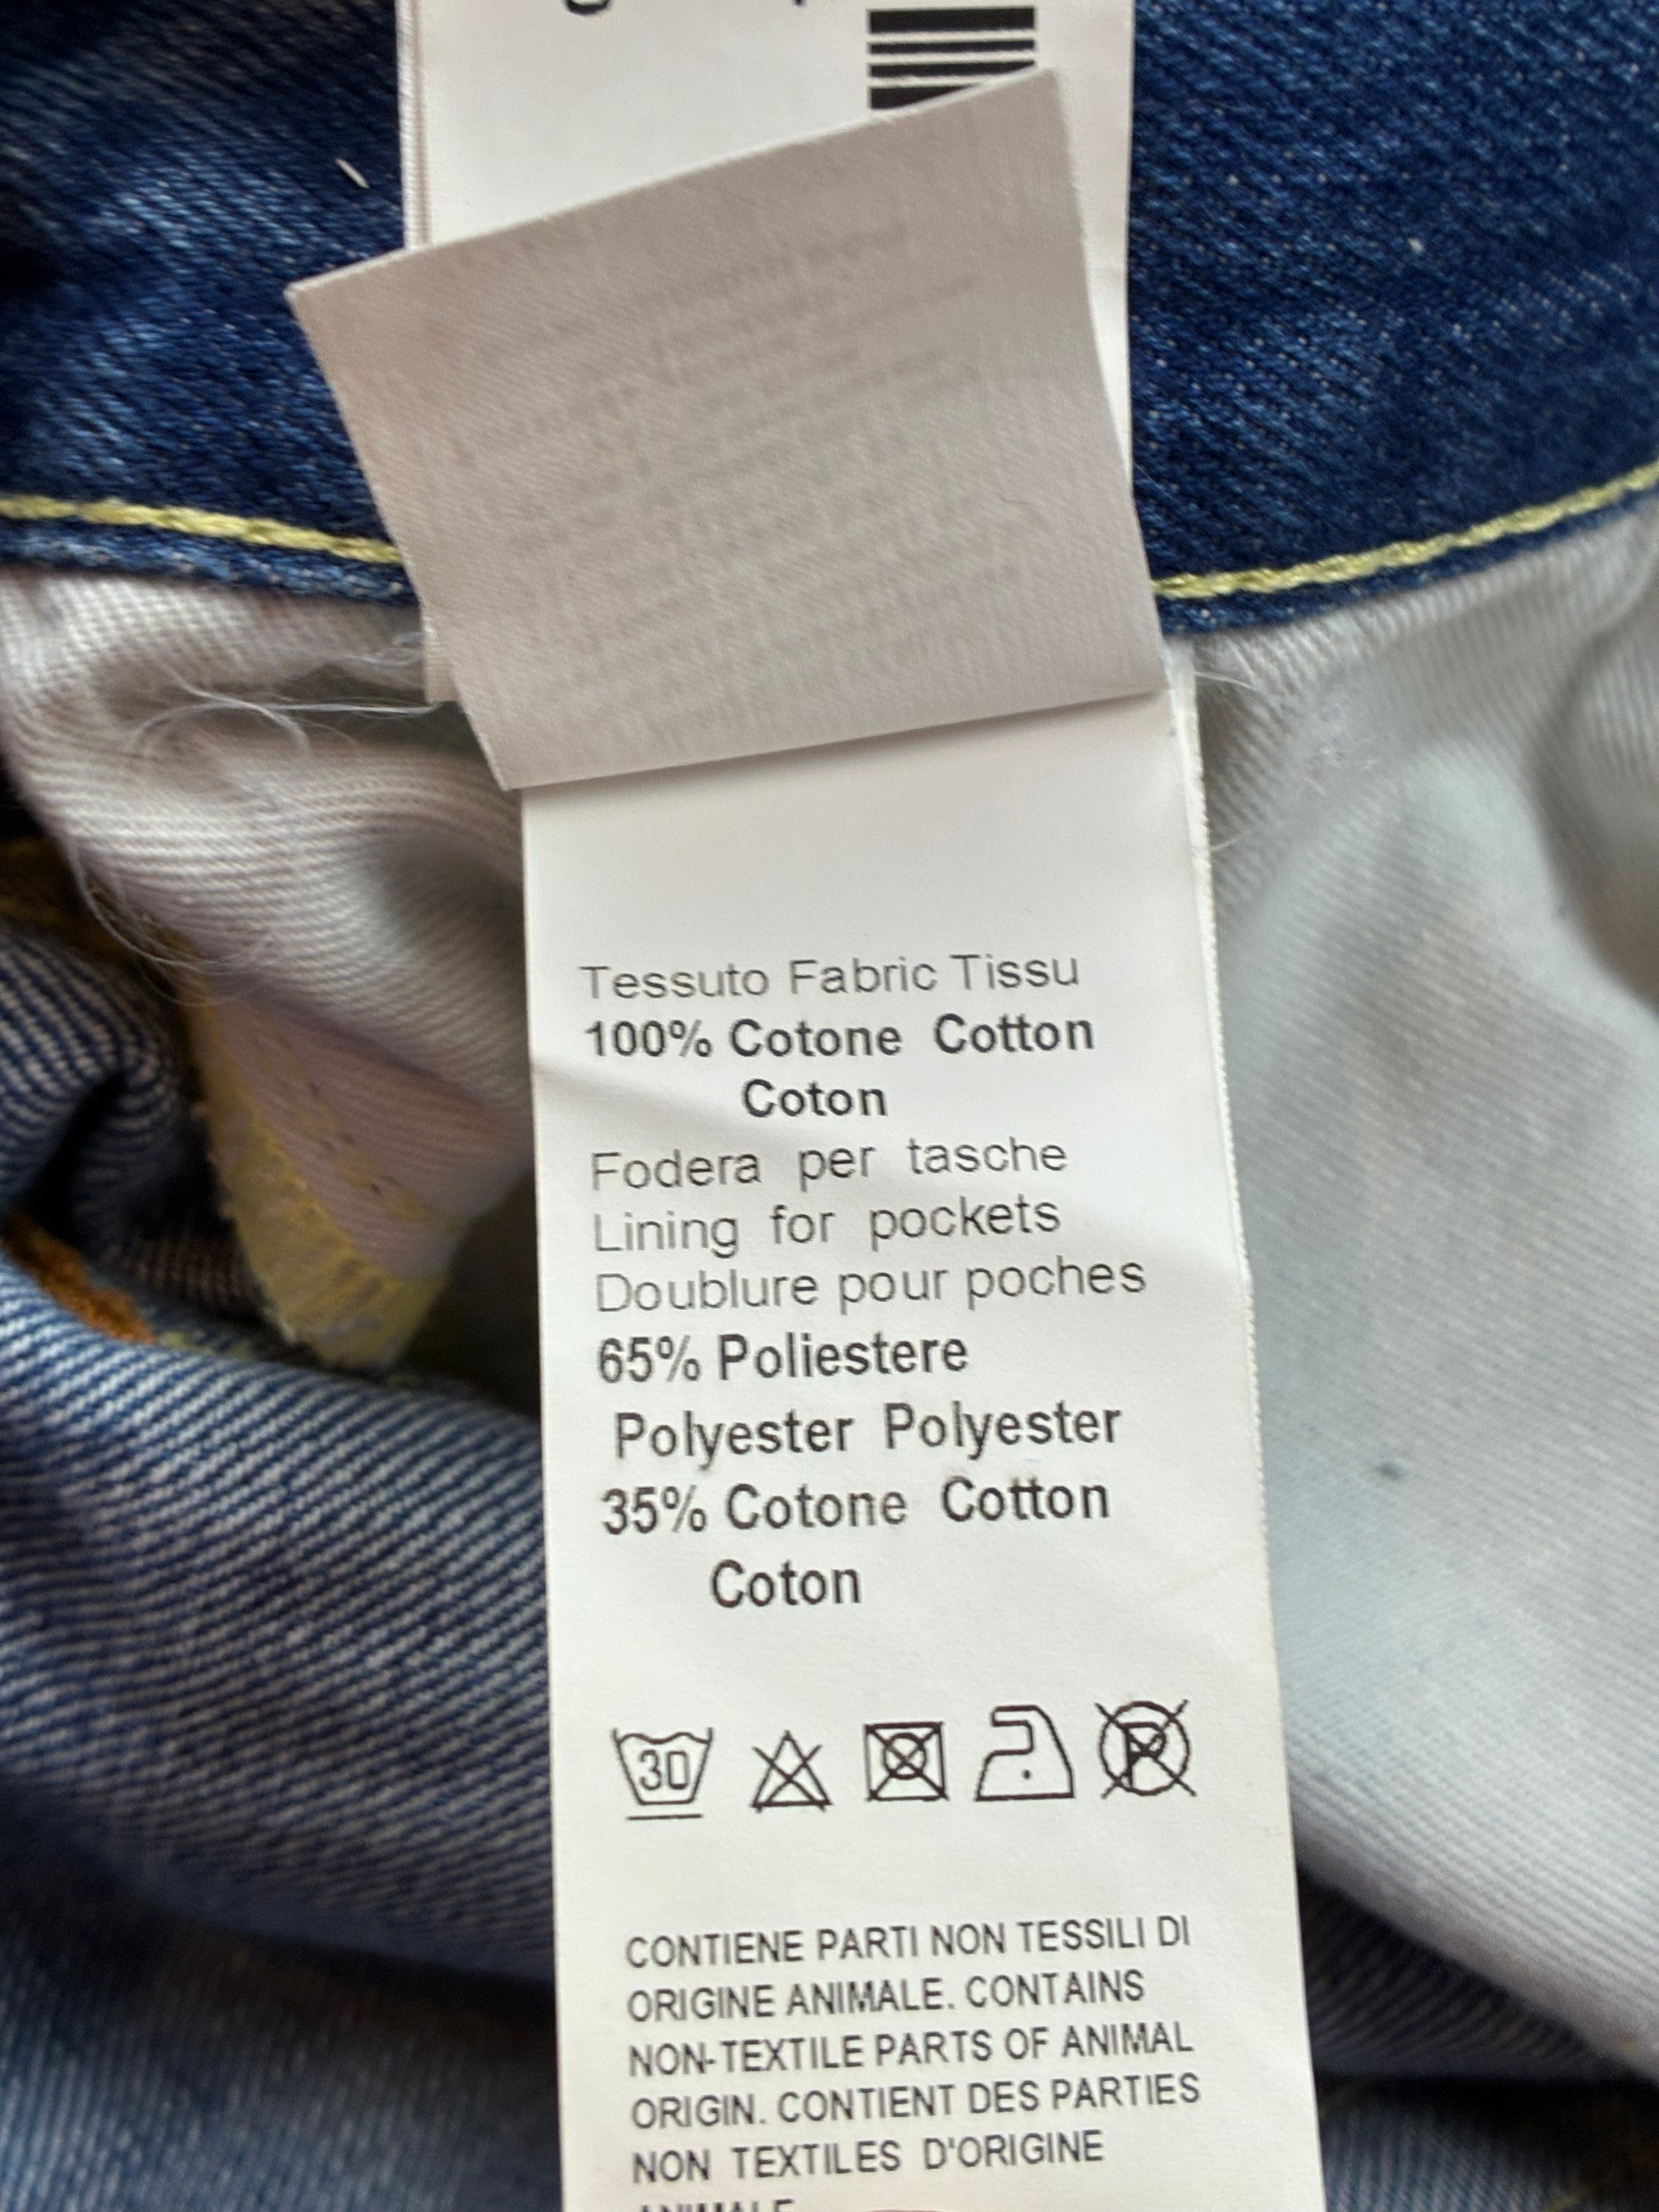 Tessuto Fabric Tissu
100% Cotone Cotton
Coton
Fodera per tasche
Lining for pockets
Doublure pour poches
65% Poliestere
Polyester Polyester
35% Cotone Cotton
Coton
30
P
CONTIENE PARTI NON TESSILI DI
ORIGINE ANIMALE. CONTAINS
NON-TEXTILE PARTS OF ANIMAL
ORIGIN. CONTIENT DES PARTIES
NON TEXTILES D'ORIGINE
ANIMALE